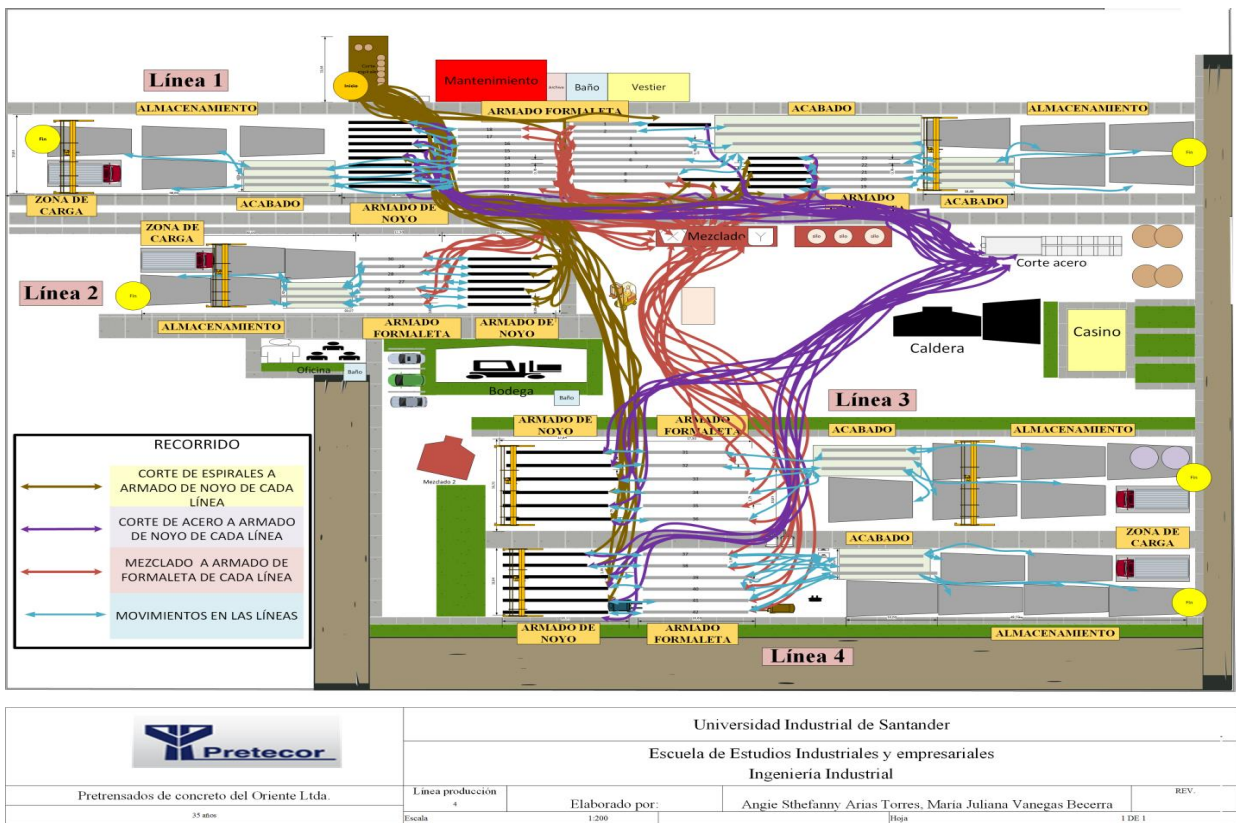 Línea 1
Inicio
Mantenimiento
Baño
Vestier
ALMACENAMIENTO
ARMADO FORMALETA
ACABADO
ALMACENAMIENTO
Fin
Fin
ZONA DE
CARGA
ACABADO
ARMADO DE
NOYO
ARMADO
ACABADO
ZONA DE
CARGA
Mezclado
silo
silo
silo
Corte acero
Línea 2
Fin
ALMACENAMIENTO
ARMADO
FORMALETA
ARMADO DE
NOYO
Caldera
Casino
Oficina
Baño
Bodega
Baño
Línea 3
ARMADO DE
NOYO
ARMADO
FORMALETA
ACABADO
ALMACENAMIENTO
Mezclado 2
Fin
ZONA DE
CARGA
ACABADO
Fin
ARMADO DE
NOYO
ARMADO
FORMALETA
ALMACENAMIENTO
Línea 4
RECORRIDO
CORTE DE ESPIRALES A
ARMADO DE NOYO DE CADA
LÍNEA
CORTE DE ACERO A ARMADO
DE NOYO DE CADA LÍNEA
MEZCLADO A ARMADO DE
FORMALETA DE CADA LÍNEA
MOVIMIENTOS EN LAS LÍNEAS
Pretecor
Pretrensados de concreto del Oriente Ltda.
35 años
Universidad Industrial de Santander
Escuela de Estudios Industriales y empresariales
Ingeniería Industrial
Línea producción
4
Elaborado por:
Angie Sthefanny Arias Torres, María Juliana Vanegas Becerra
REV.
Escala
1:200
Hoja
1 DE 1